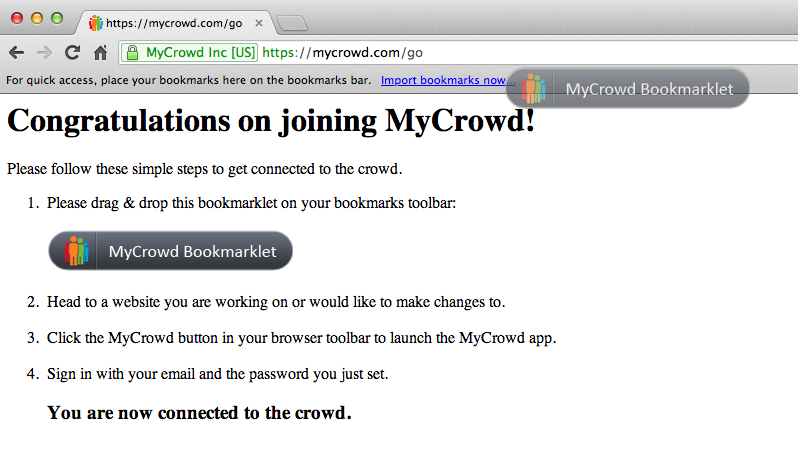 https://mycrowd.com/go
MyCrowd Inc [US] https://mycrowd.com/go
For quick access, place your bookmarks here on the bookmarks bar. Import bookmarks now...
MyCrowd Bookmarklet
Congratulations on joining MyCrowd!
Please follow these simple steps to get connected to the crowd.
1. Please drag & drop this bookmarklet on your bookmarks toolbar:
MyCrowd Bookmarklet
2. Head to a website you are working on or would like to make changes to.
3. Click the MyCrowd button in your browser toolbar to launch the MyCrowd app.
4. Sign in with your email and the password you just set.
You are now connected to the crowd.